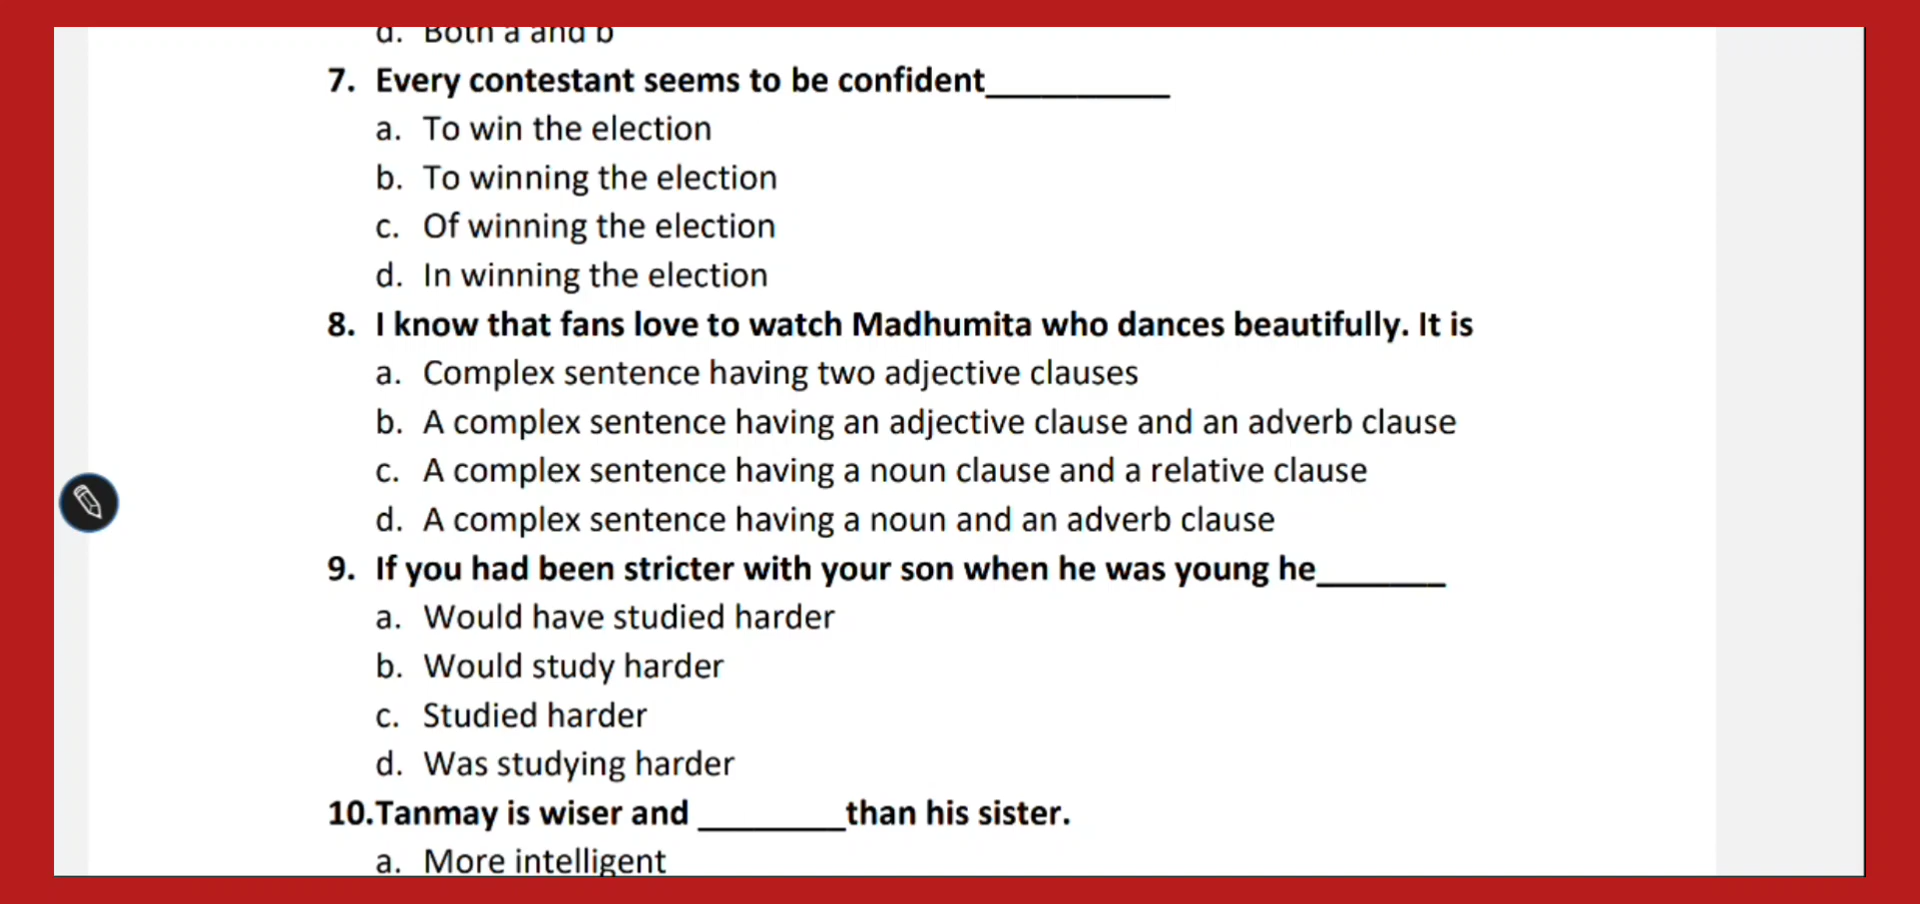 d. Both a and b
7. Every contestant seems to be confident__________
a. To win the election
b. To winning the election
c. Of winning the election
d. In winning the election
8. I know that fans love to watch Madhumita who dances beautifully. It is
a. Complex sentence having two adjective clauses
b. A complex sentence having an adjective clause and an adverb clause
c. A complex sentence having a noun clause and a relative clause
d. A complex sentence having a noun and an adverb clause
9. If you had been stricter with your son when he was young he_______
a. Would have studied harder
b. Would study harder
c. Studied harder
d. Was studying harder
10.Tanmay is wiser and ________than his sister.
a. More intelligent